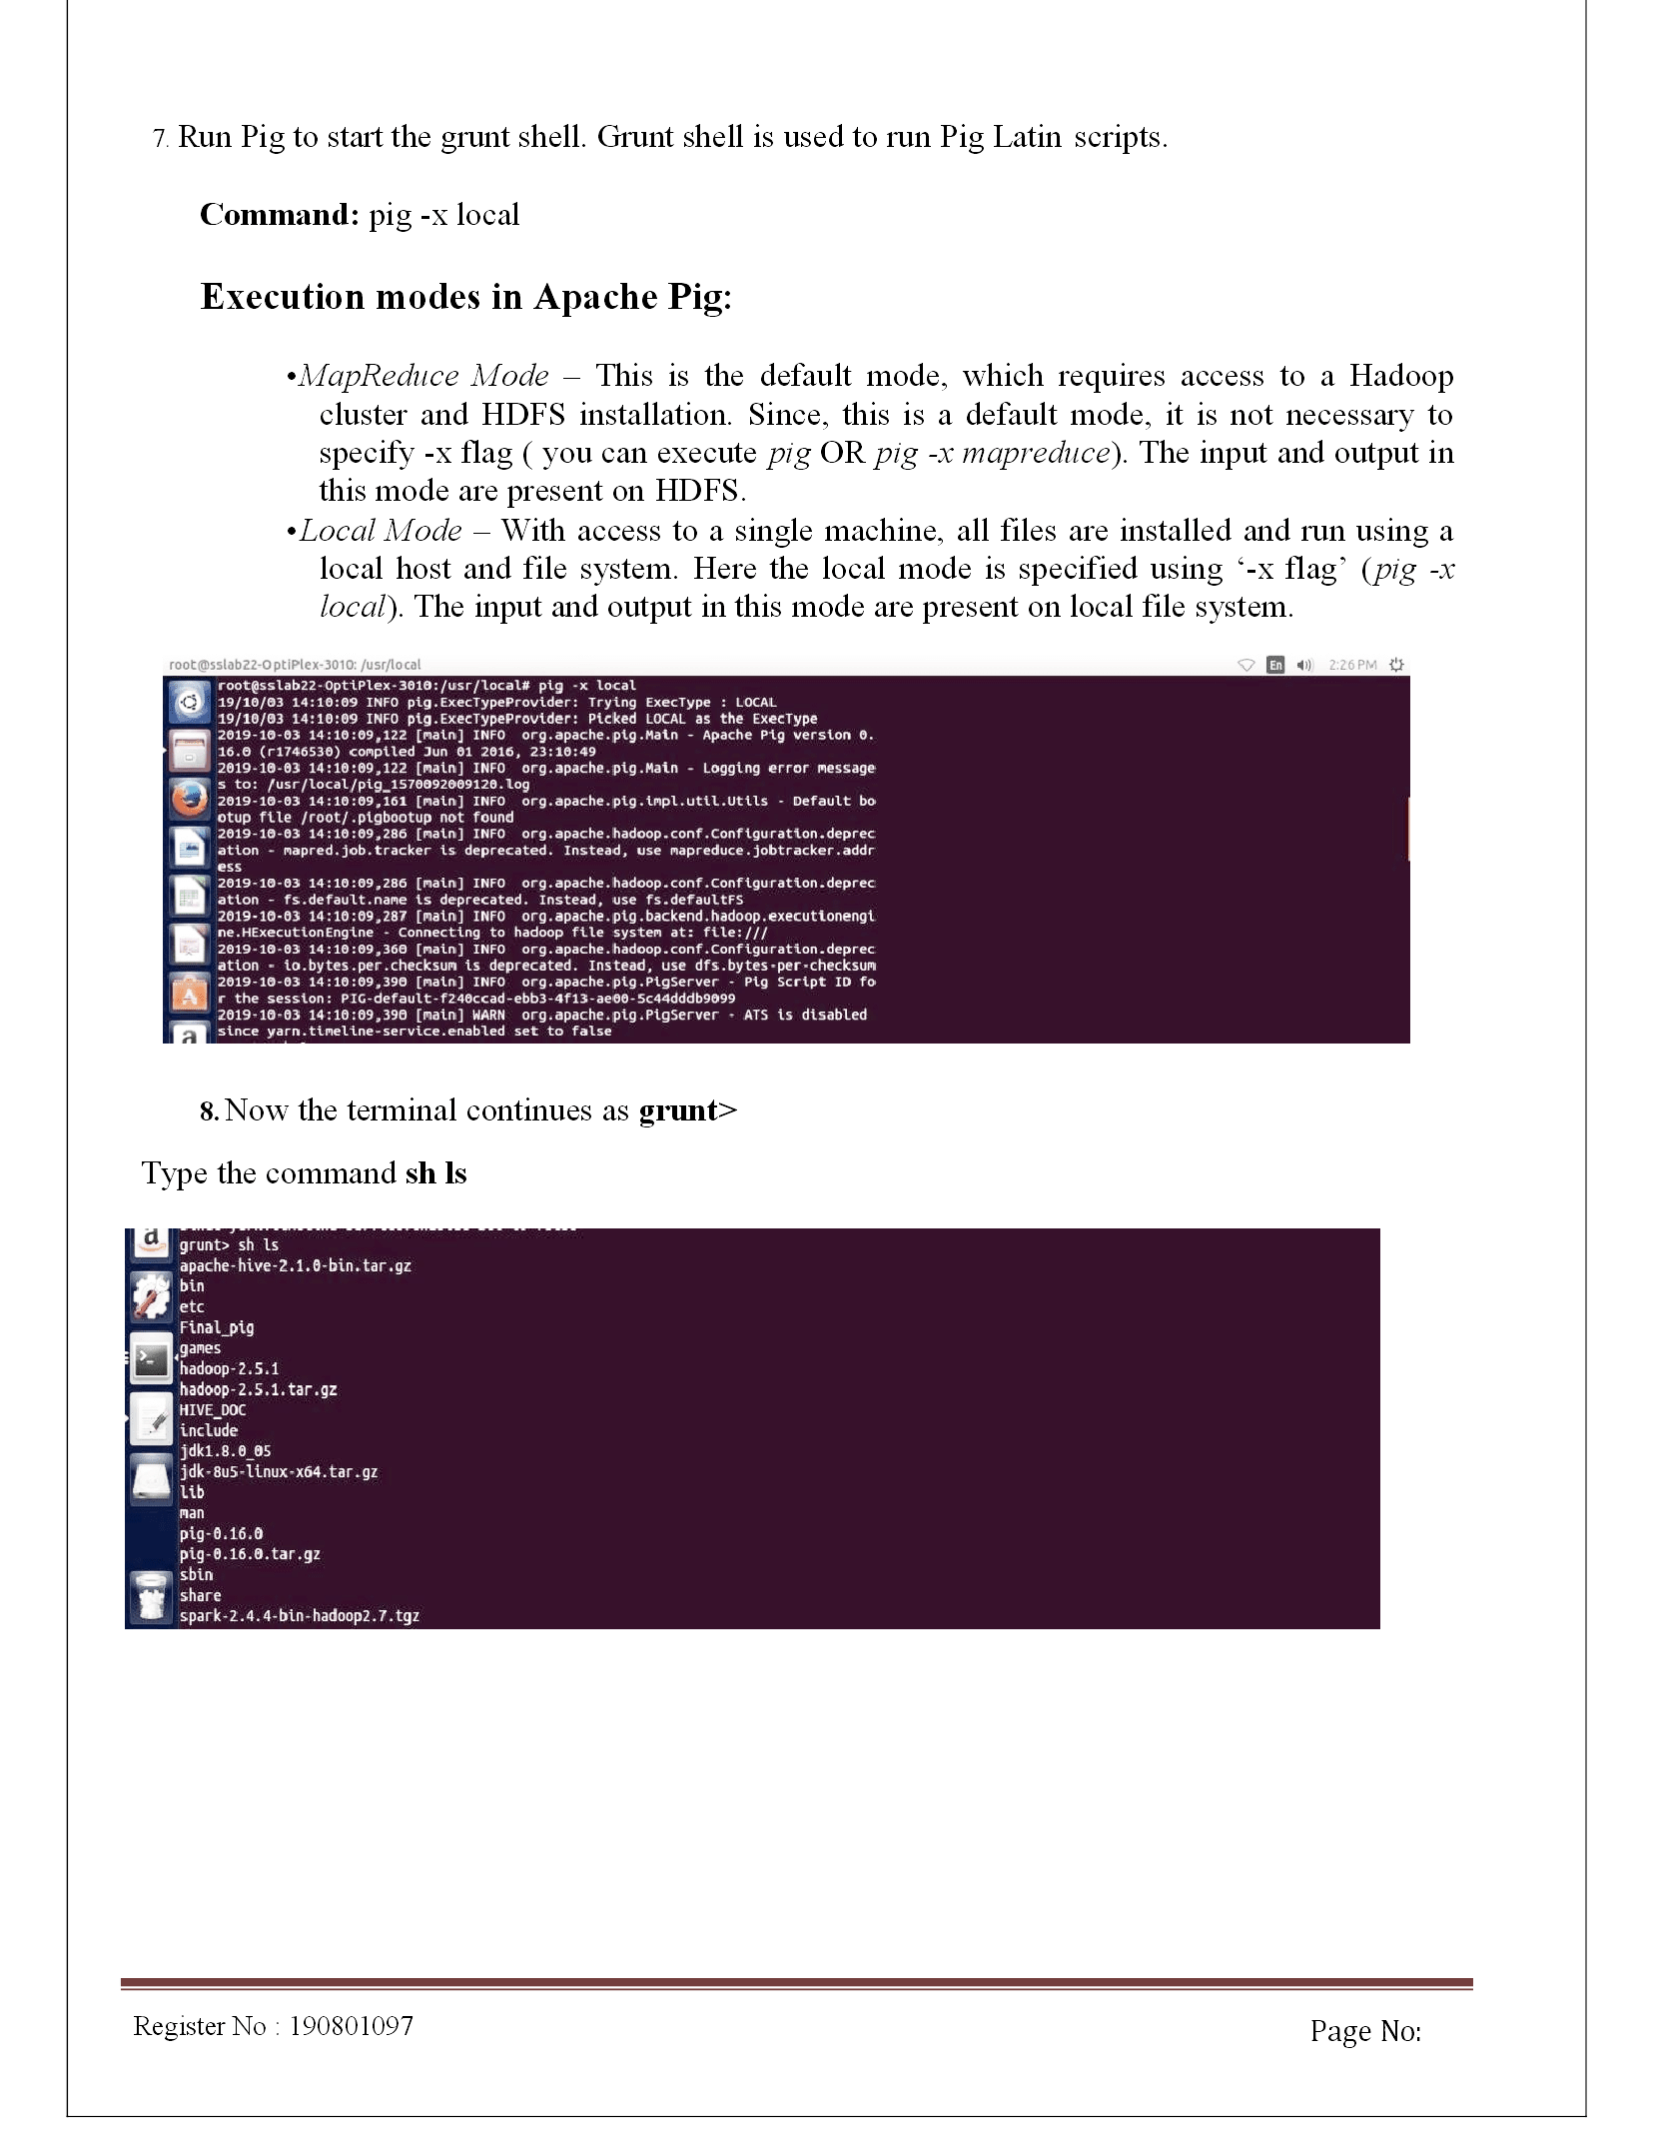 7. Run Pig to start the grunt shell. Grunt shell is used to run Pig Latin scripts.
Command: pig -x local
Execution modes in Apache Pig:
•MapReduce Mode – This is the default mode, which requires access to a Hadoop
cluster and HDFS installation. Since, this is a default mode, it is not necessary to
specify -x flag ( you can execute pig OR pig -x mapreduce). The input and output in
this mode are present on HDFS.
•Local Mode – With access to a single machine, all files are installed and run using a
local host and file system. Here the local mode is specified using ‘-x flag’ (pig -x
local). The input and output in this mode are present on local file system.
root@sslab22-OptiPlex-3010: /usr/local En 2:26 PM
root@sslab22-OptiPlex-3010:/usr/local# pig -x local
19/10/03 14:10:09 INFO pig.ExecTypeProvider: Trying ExecType : LOCAL
19/10/03 14:10:09 INFO pig.ExecTypeProvider: Picked LOCAL as the ExecType
2019-10-03 14:10:09,122 [main] INFO  org.apache.pig.Main - Apache Pig version 0.
16.0 (r1746530) compiled Jun 01 2016, 23:10:49
2019-10-03 14:10:09,122 [main] INFO  org.apache.pig.Main - Logging error message
s to: /usr/local/pig_1570092009120.log
2019-10-03 14:10:09,161 [main] INFO  org.apache.pig.impl.util.Utils - Default bo
otup file /root/.pigbootup not found
2019-10-03 14:10:09,286 [main] INFO  org.apache.hadoop.conf.Configuration.deprec
ation - mapred.job.tracker is deprecated. Instead, use mapreduce.jobtracker.addr
ess
2019-10-03 14:10:09,286 [main] INFO  org.apache.hadoop.conf.Configuration.deprec
ation - fs.default.name is deprecated. Instead, use fs.defaultFS
2019-10-03 14:10:09,287 [main] INFO  org.apache.pig.backend.hadoop.executionengi
ne.HExecutionEngine - Connecting to hadoop file system at: file:///
2019-10-03 14:10:09,360 [main] INFO  org.apache.hadoop.conf.Configuration.deprec
ation - io.bytes.per.checksum is deprecated. Instead, use dfs.bytes-per-checksum
2019-10-03 14:10:09,390 [main] INFO  org.apache.pig.PigServer - Pig Script ID fo
r the session: PIG-default-f240ccad-ebb3-4f13-ae00-5c44dddb9099
2019-10-03 14:10:09,390 [main] WARN  org.apache.pig.PigServer - ATS is disabled
since yarn.timeline-service.enabled set to false
8. Now the terminal continues as grunt>
Type the command sh ls
grunt> sh ls
apache-hive-2.1.0-bin.tar.gz
bin
etc
Final_pig
games
hadoop-2.5.1
hadoop-2.5.1.tar.gz
HIVE_DOC
include
jdk1.8.0_05
jdk-8u5-linux-x64.tar.gz
lib
man
pig-0.16.0
pig-0.16.0.tar.gz
sbin
share
spark-2.4.4-bin-hadoop2.7.tgz
Register No : 190801097
Page No: